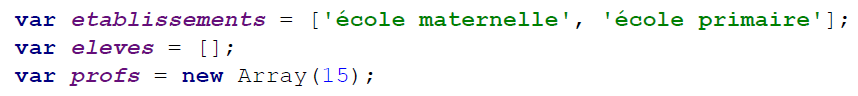 var etablissements = ['école maternelle', 'école primaire'];
var eleves = [];
var profs = new Array(15);